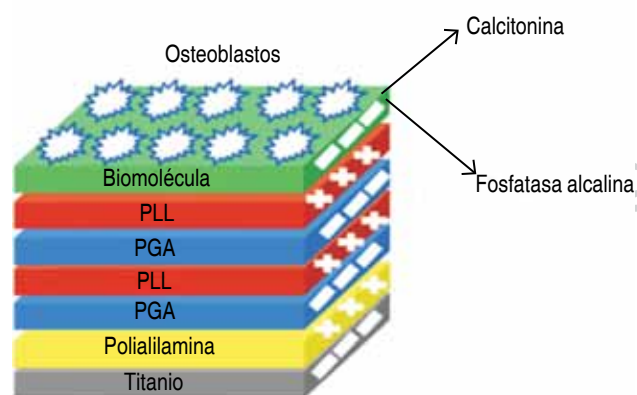 Calcitonina
Osteoblastos
Fosfatasa alcalina
Biomolécula
PLL
PGA
PLL
PGA
Polialilamina
Titanio